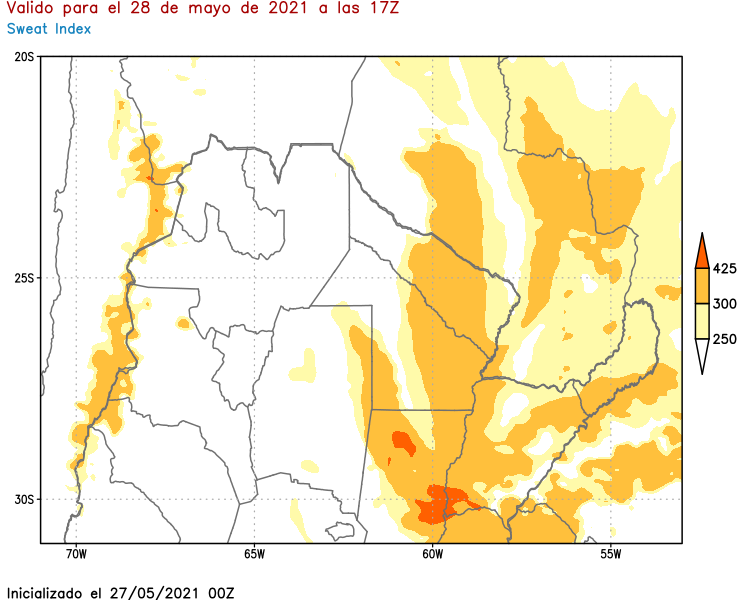 Valido para el 28 de mayo de 2021 a las 17Z
Sweat Index
20S
25S
30S
70W
65W
60W
55W
425
300
250
Inicializado el 27/05/2021 00Z